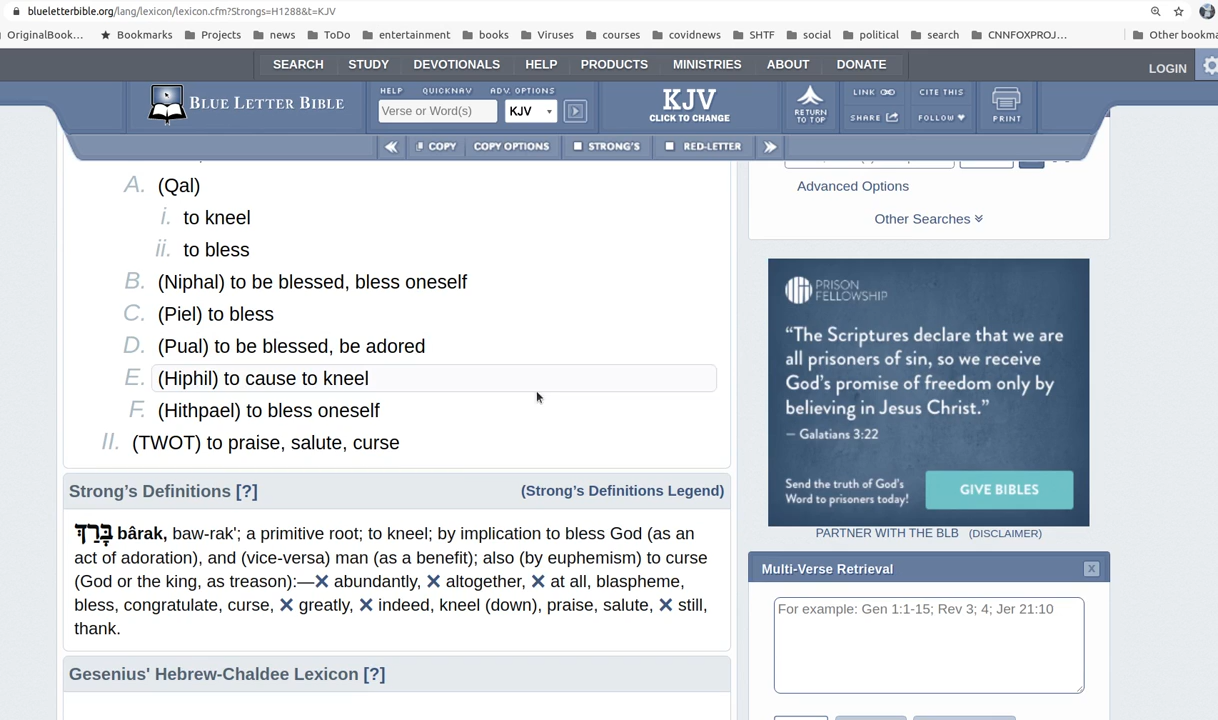 blueletterbible.org/lang/lexicon/lexicon.cfm?Strongs=H1288&t=KJV
OriginalBook... Bookmarks Projects news ToDo entertainment books Viruses courses covidnews SHTF social political search CNNFOXPROJ... Other bookma
SEARCH STUDY DEVOTIONALS HELP PRODUCTS MINISTRIES ABOUT DONATE LOGIN
BLUE LETTER BIBLE
HELP QUICKNAV ADV. OPTIONS
Verse or Word(s) KJV
KJV
CLICK TO CHANGE
RETURN
TO TOP
LINK CITE THIS
SHARE FOLLOW
PRINT
COPY COPY OPTIONS STRONG'S RED-LETTER
A. (Qal)
i. to kneel
ii. to bless
B. (Niphal) to be blessed, bless oneself
C. (Piel) to bless
D. (Pual) to be blessed, be adored
E. (Hiphil) to cause to kneel
F. (Hithpael) to bless oneself
II. (TWOT) to praise, salute, curse
Strong's Definitions [?] (Strong's Definitions Legend)
בָּרַךְ bârak, baw-rak'; a primitive root; to kneel; by implication to bless God (as an
act of adoration), and (vice-versa) man (as a benefit); also (by euphemism) to curse
(God or the king, as treason):—✕ abundantly, ✕ altogether, ✕ at all, blaspheme,
bless, congratulate, curse, ✕ greatly, ✕ indeed, kneel (down), praise, salute, ✕ still,
thank.
Gesenius' Hebrew-Chaldee Lexicon [?]
Advanced Options
Other Searches
PRISON
FELLOWSHIP
“The Scriptures declare that we are
all prisoners of sin, so we receive
God’s promise of freedom only by
believing in Jesus Christ.”
— Galatians 3:22
Send the truth of God’s
Word to prisoners today!
GIVE BIBLES
PARTNER WITH THE BLB (DISCLAIMER)
Multi-Verse Retrieval X
For example: Gen 1:1-15; Rev 3; 4; Jer 21:10